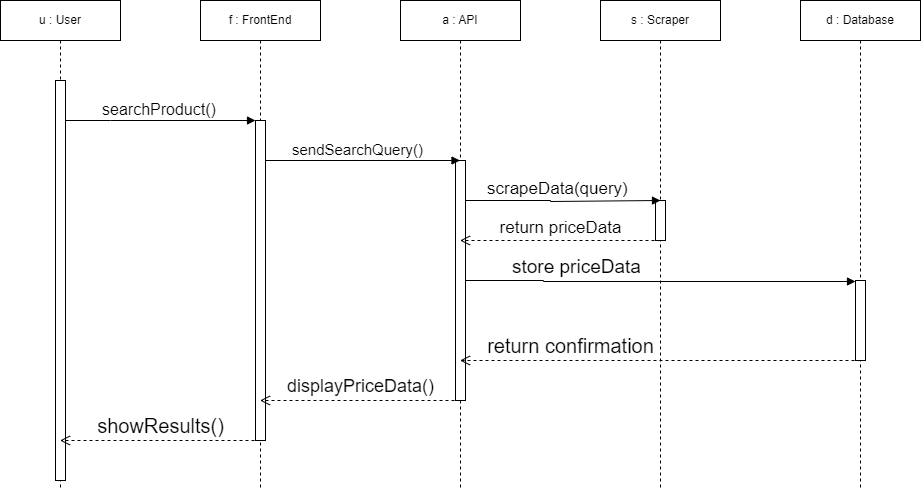 u : User
f : FrontEnd
a : API
s : Scraper
d : Database
searchProduct()
sendSearchQuery()
scrapeData(query)
return priceData
store priceData
return confirmation
displayPriceData()
showResults()